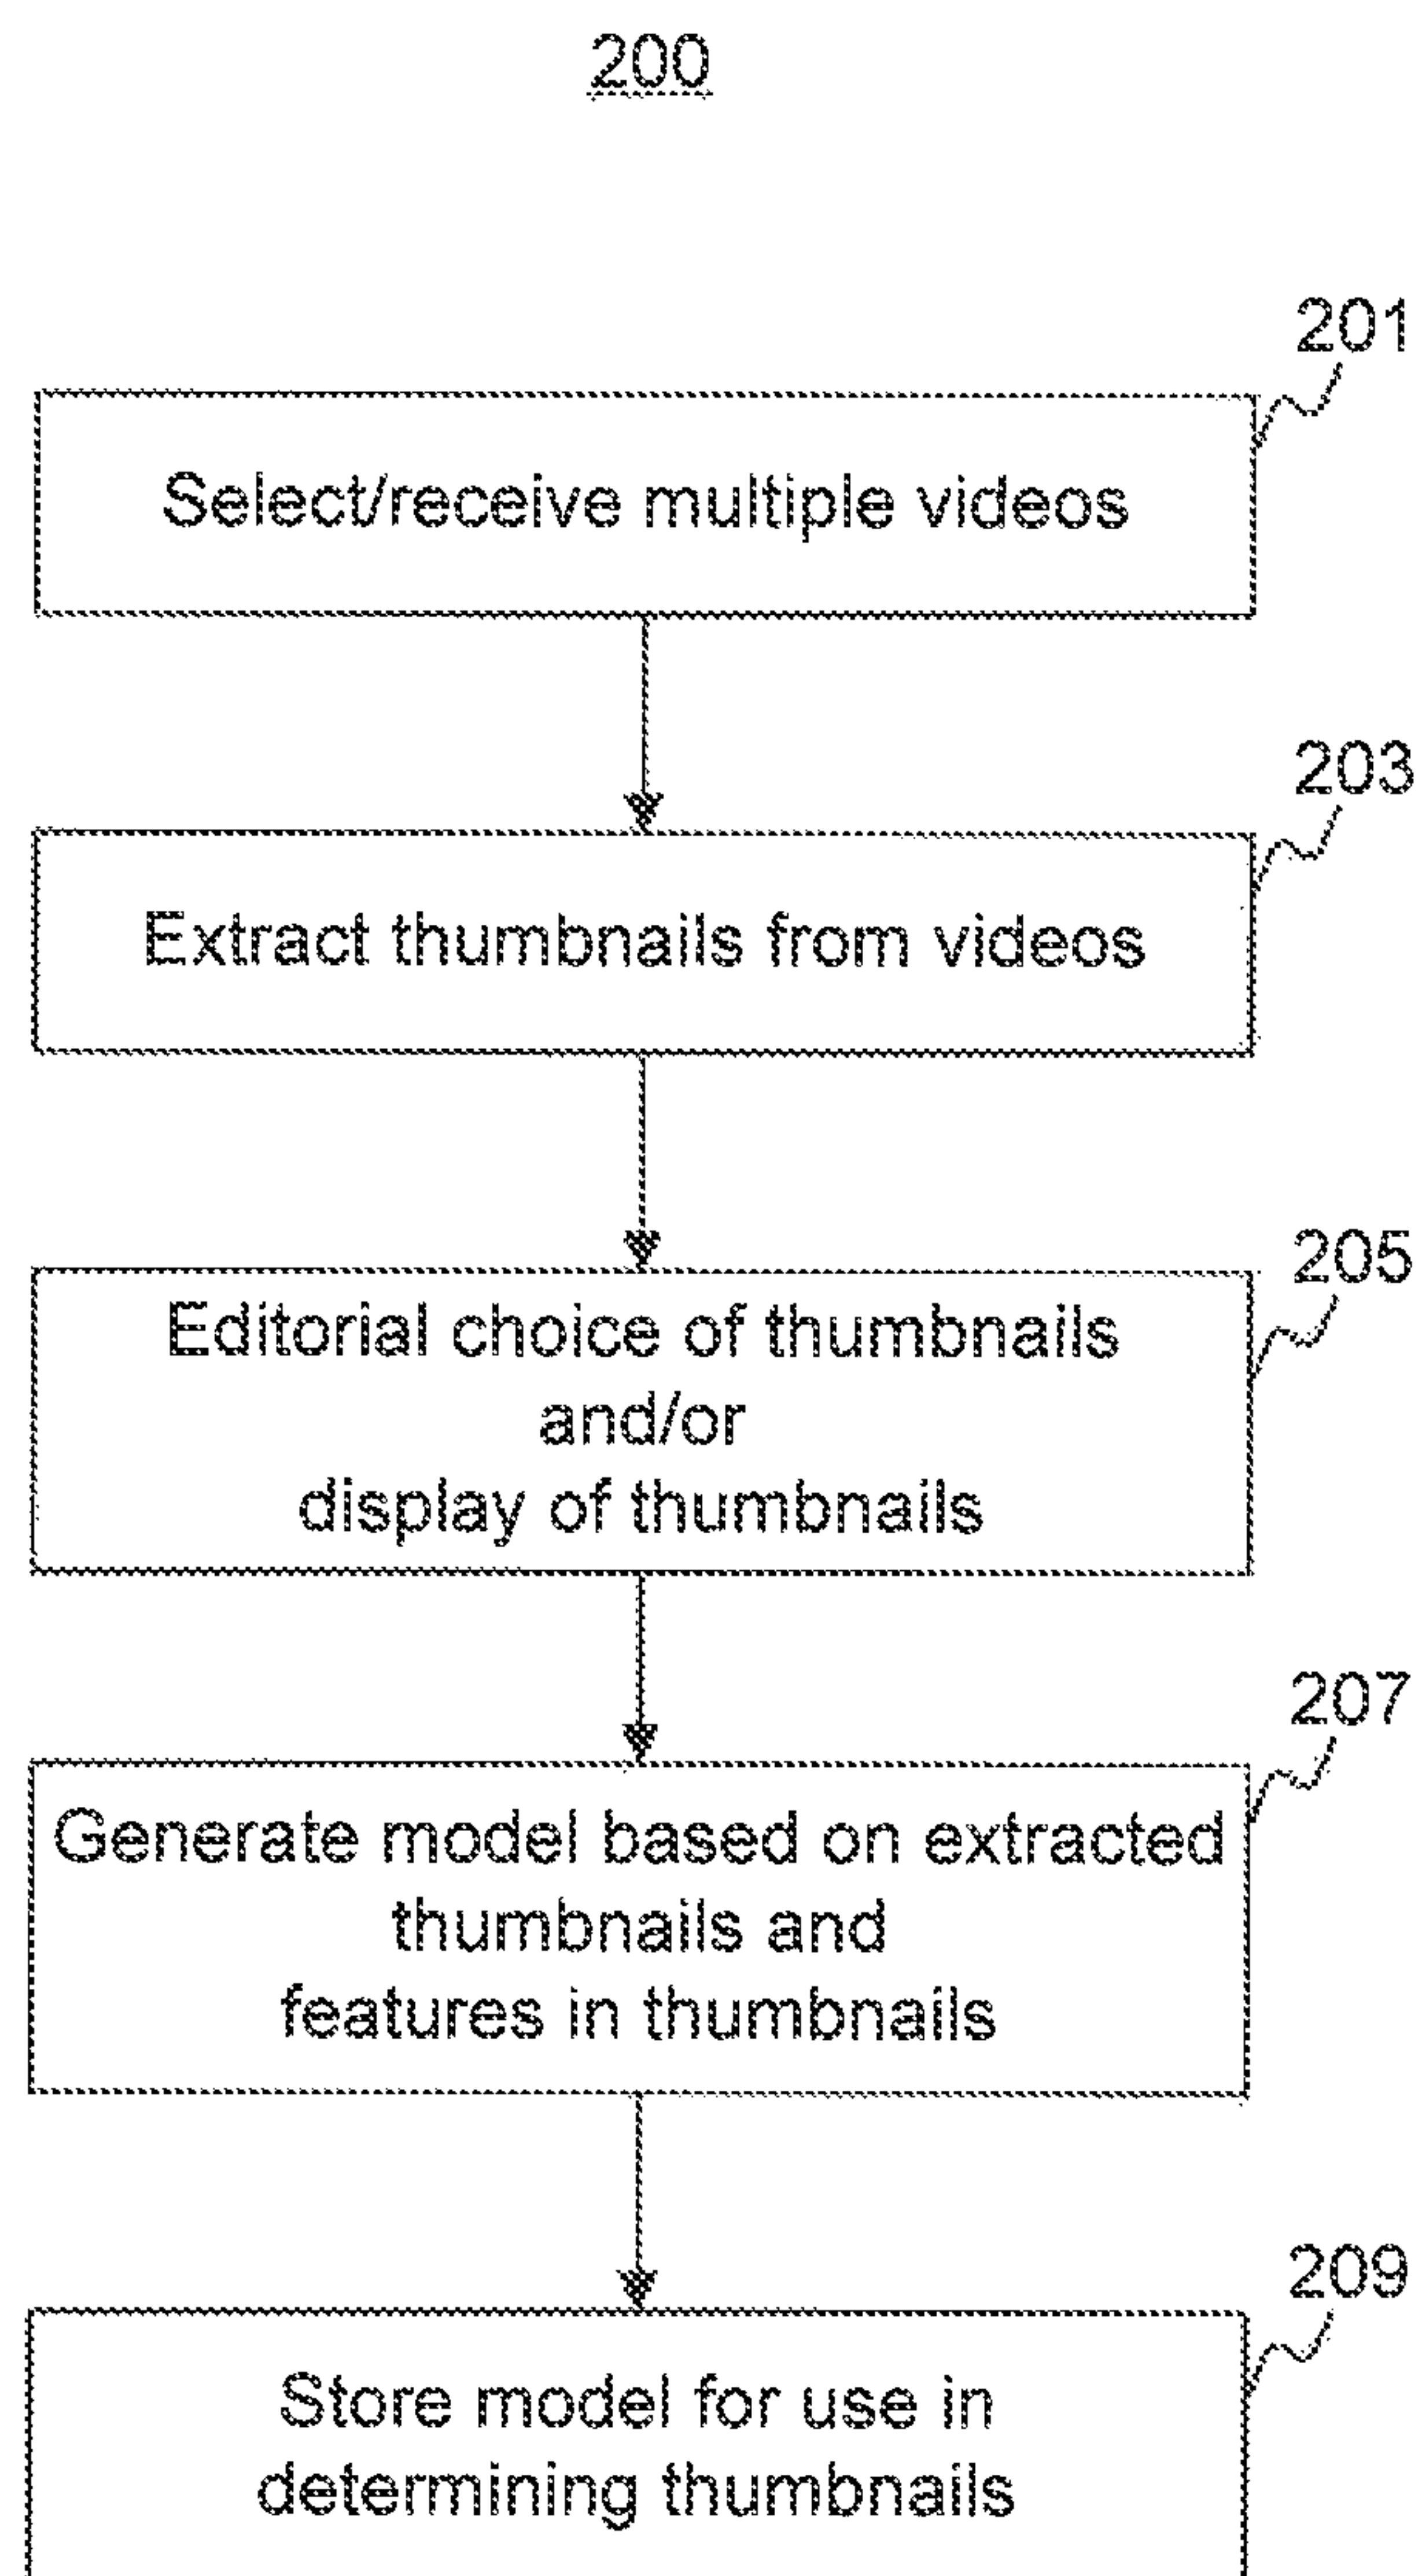 200
201
Select/receive multiple videos
203
Extract thumbnails from videos
205
Editorial choice of thumbnails
and/or
display of thumbnails
207
Generate model based on extracted
thumbnails and
features in thumbnails
209
Store model for use in
determining thumbnails